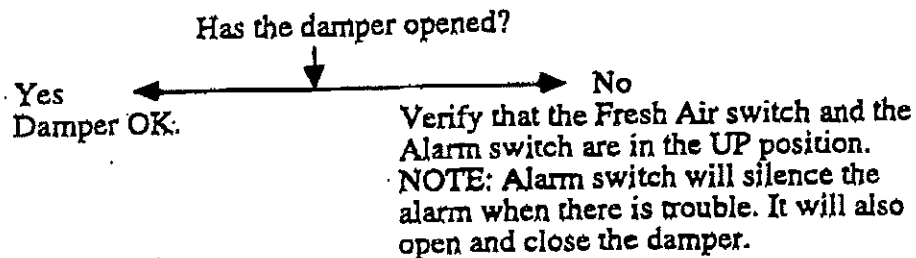 Has the damper opened?
Yes
No
Damper OK.
Verify that the Fresh Air switch and the
Alarm switch are in the UP position.
NOTE: Alarm switch will silence the
alarm when there is trouble. It will also
open and close the damper.